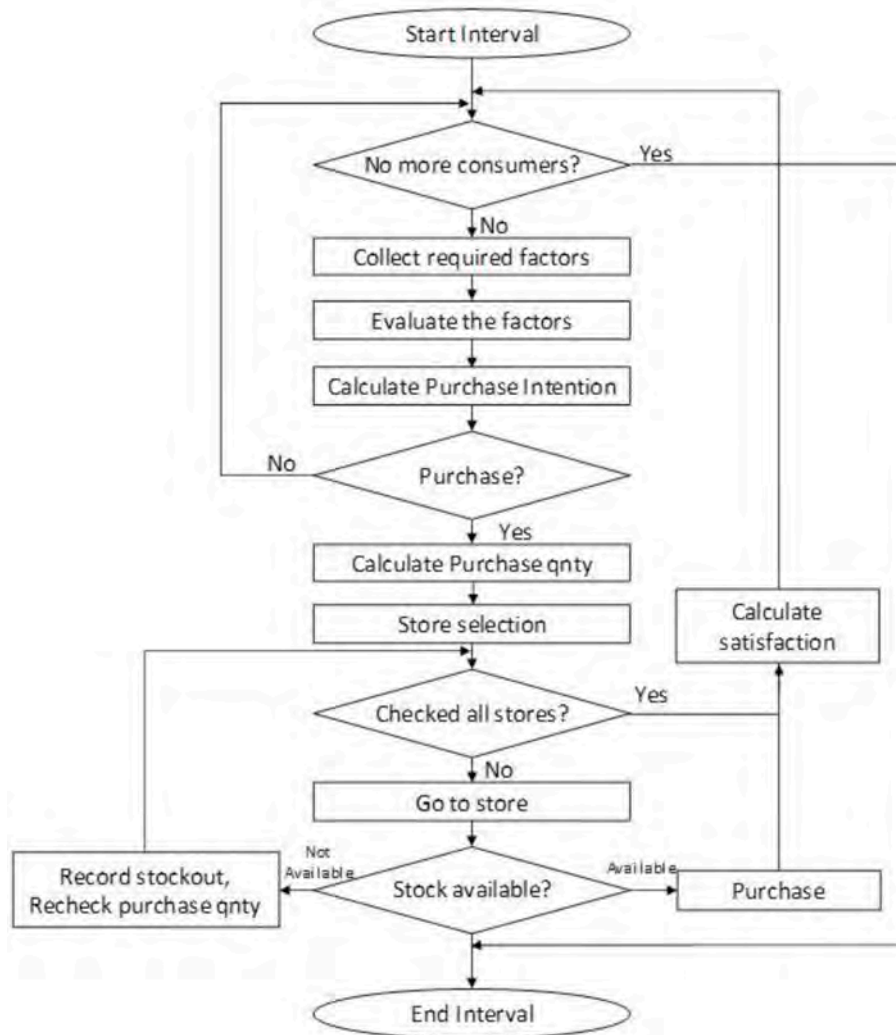 Start Interval
No more consumers?
Yes
No
Collect required factors
Evaluate the factors
Calculate Purchase Intention
No
Purchase?
Yes
Calculate Purchase qnty
Store selection
Calculate
satisfaction
Checked all stores?
Yes
No
Go to store
Not
Available
Record stockout,
Recheck purchase qnty
Stock available?
Available
Purchase
End Interval